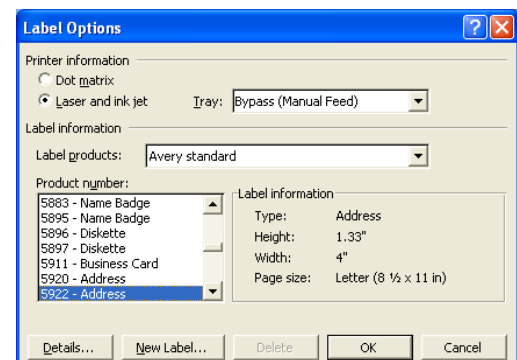 Label Options
Printer information
Dot matrix
Laser and ink jet Tray: Bypass (Manual Feed)
Label information
Label products: Avery standard
Product number:
5883 - Name Badge
5895 - Name Badge
5896 - Diskette
5897 - Diskette
5911 - Business Card
5920 - Address
5922 - Address
Label information
Type: Address
Height: 1.33"
Width: 4"
Page size: Letter (8 ½ x 11 in)
Details... New Label... Delete OK Cancel